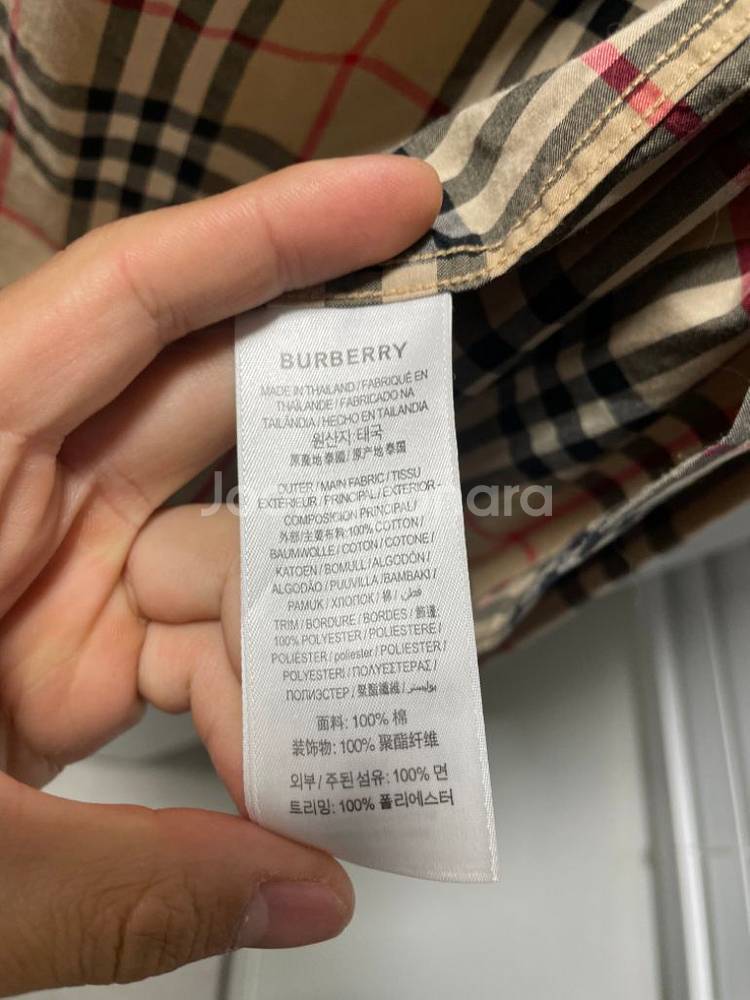 BURBERRY
MADE IN THAILAND / FABRIQUÉ EN
THAÏLANDE / FABRICADO NA
TAILÂNDIA / HECHO EN TAILANDIA
원산지:태국
原產地 泰國 / 原产地 泰国
OUTER / MAIN FABRIC / TISSU
EXTÉRIEUR / PRINCIPAL / EXTERIOR -
COMPOSICIÓN PRINCIPAL /
外部 / 主要布料: 100% COTTON /
BAUMWOLLE / COTON / COTONE /
KATOEN / BOMULL / ALGODÓN /
ALGODÃO / PUUVILLA / BAMBAKI /
PAMUK / ХЛОПОК / 棉 / قطن
TRIM / BORDURE / BORDES / 飾邊:
100% POLYESTER / POLIESTERE /
POLIÉSTER / poliester / POLIESTER /
POLYESTERI / ΠΟΛΥΕΣΤΕΡΑΣ /
ПОЛИЭСТЕР / 聚酯纖維 / بوليستر
面料: 100% 棉
装饰物: 100% 聚酯纤维
외부 / 주된 섬유: 100% 면
트리밍: 100% 폴리에스터